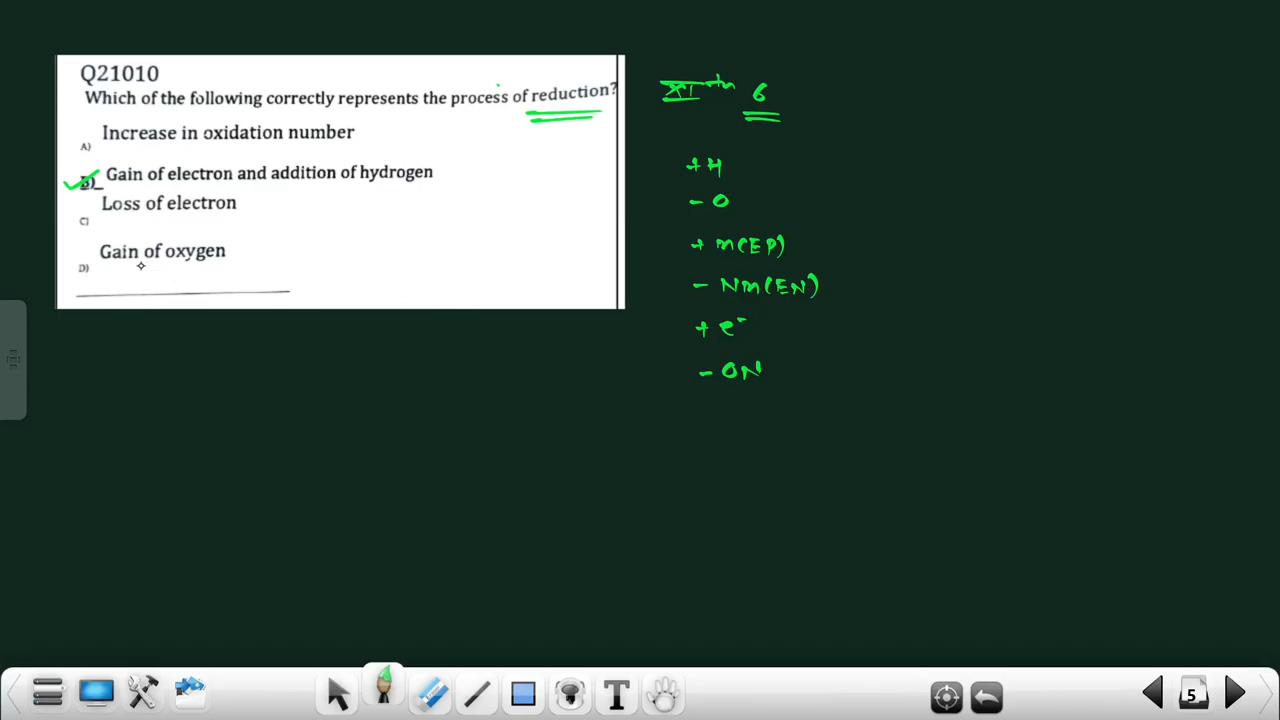 Q21010
Which of the following correctly represents the process of reduction?
A) Increase in oxidation number
B) Gain of electron and addition of hydrogen
C) Loss of electron
D) Gain of oxygen
XIth 6
+ H
- O
+ m(EP)
- Nm(EN)
+ e-
- ON
T
5